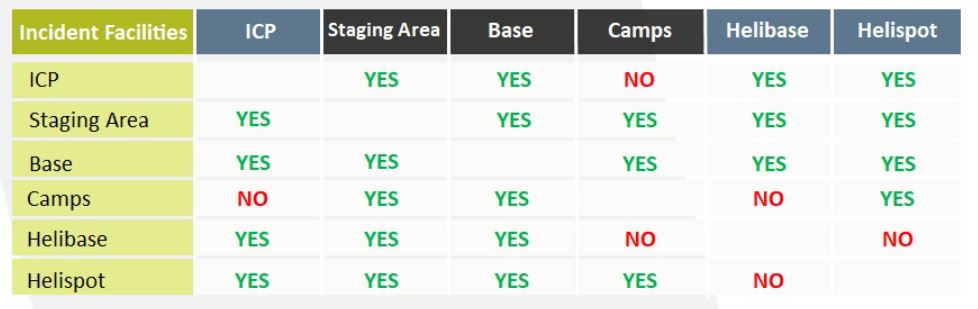 Incident Facilities ICP Staging Area Base Camps Helibase Helispot
ICP YES YES NO YES YES
Staging Area YES YES YES YES YES
Base YES YES YES YES YES
Camps NO YES YES NO YES
Helibase YES YES YES NO NO
Helispot YES YES YES YES NO